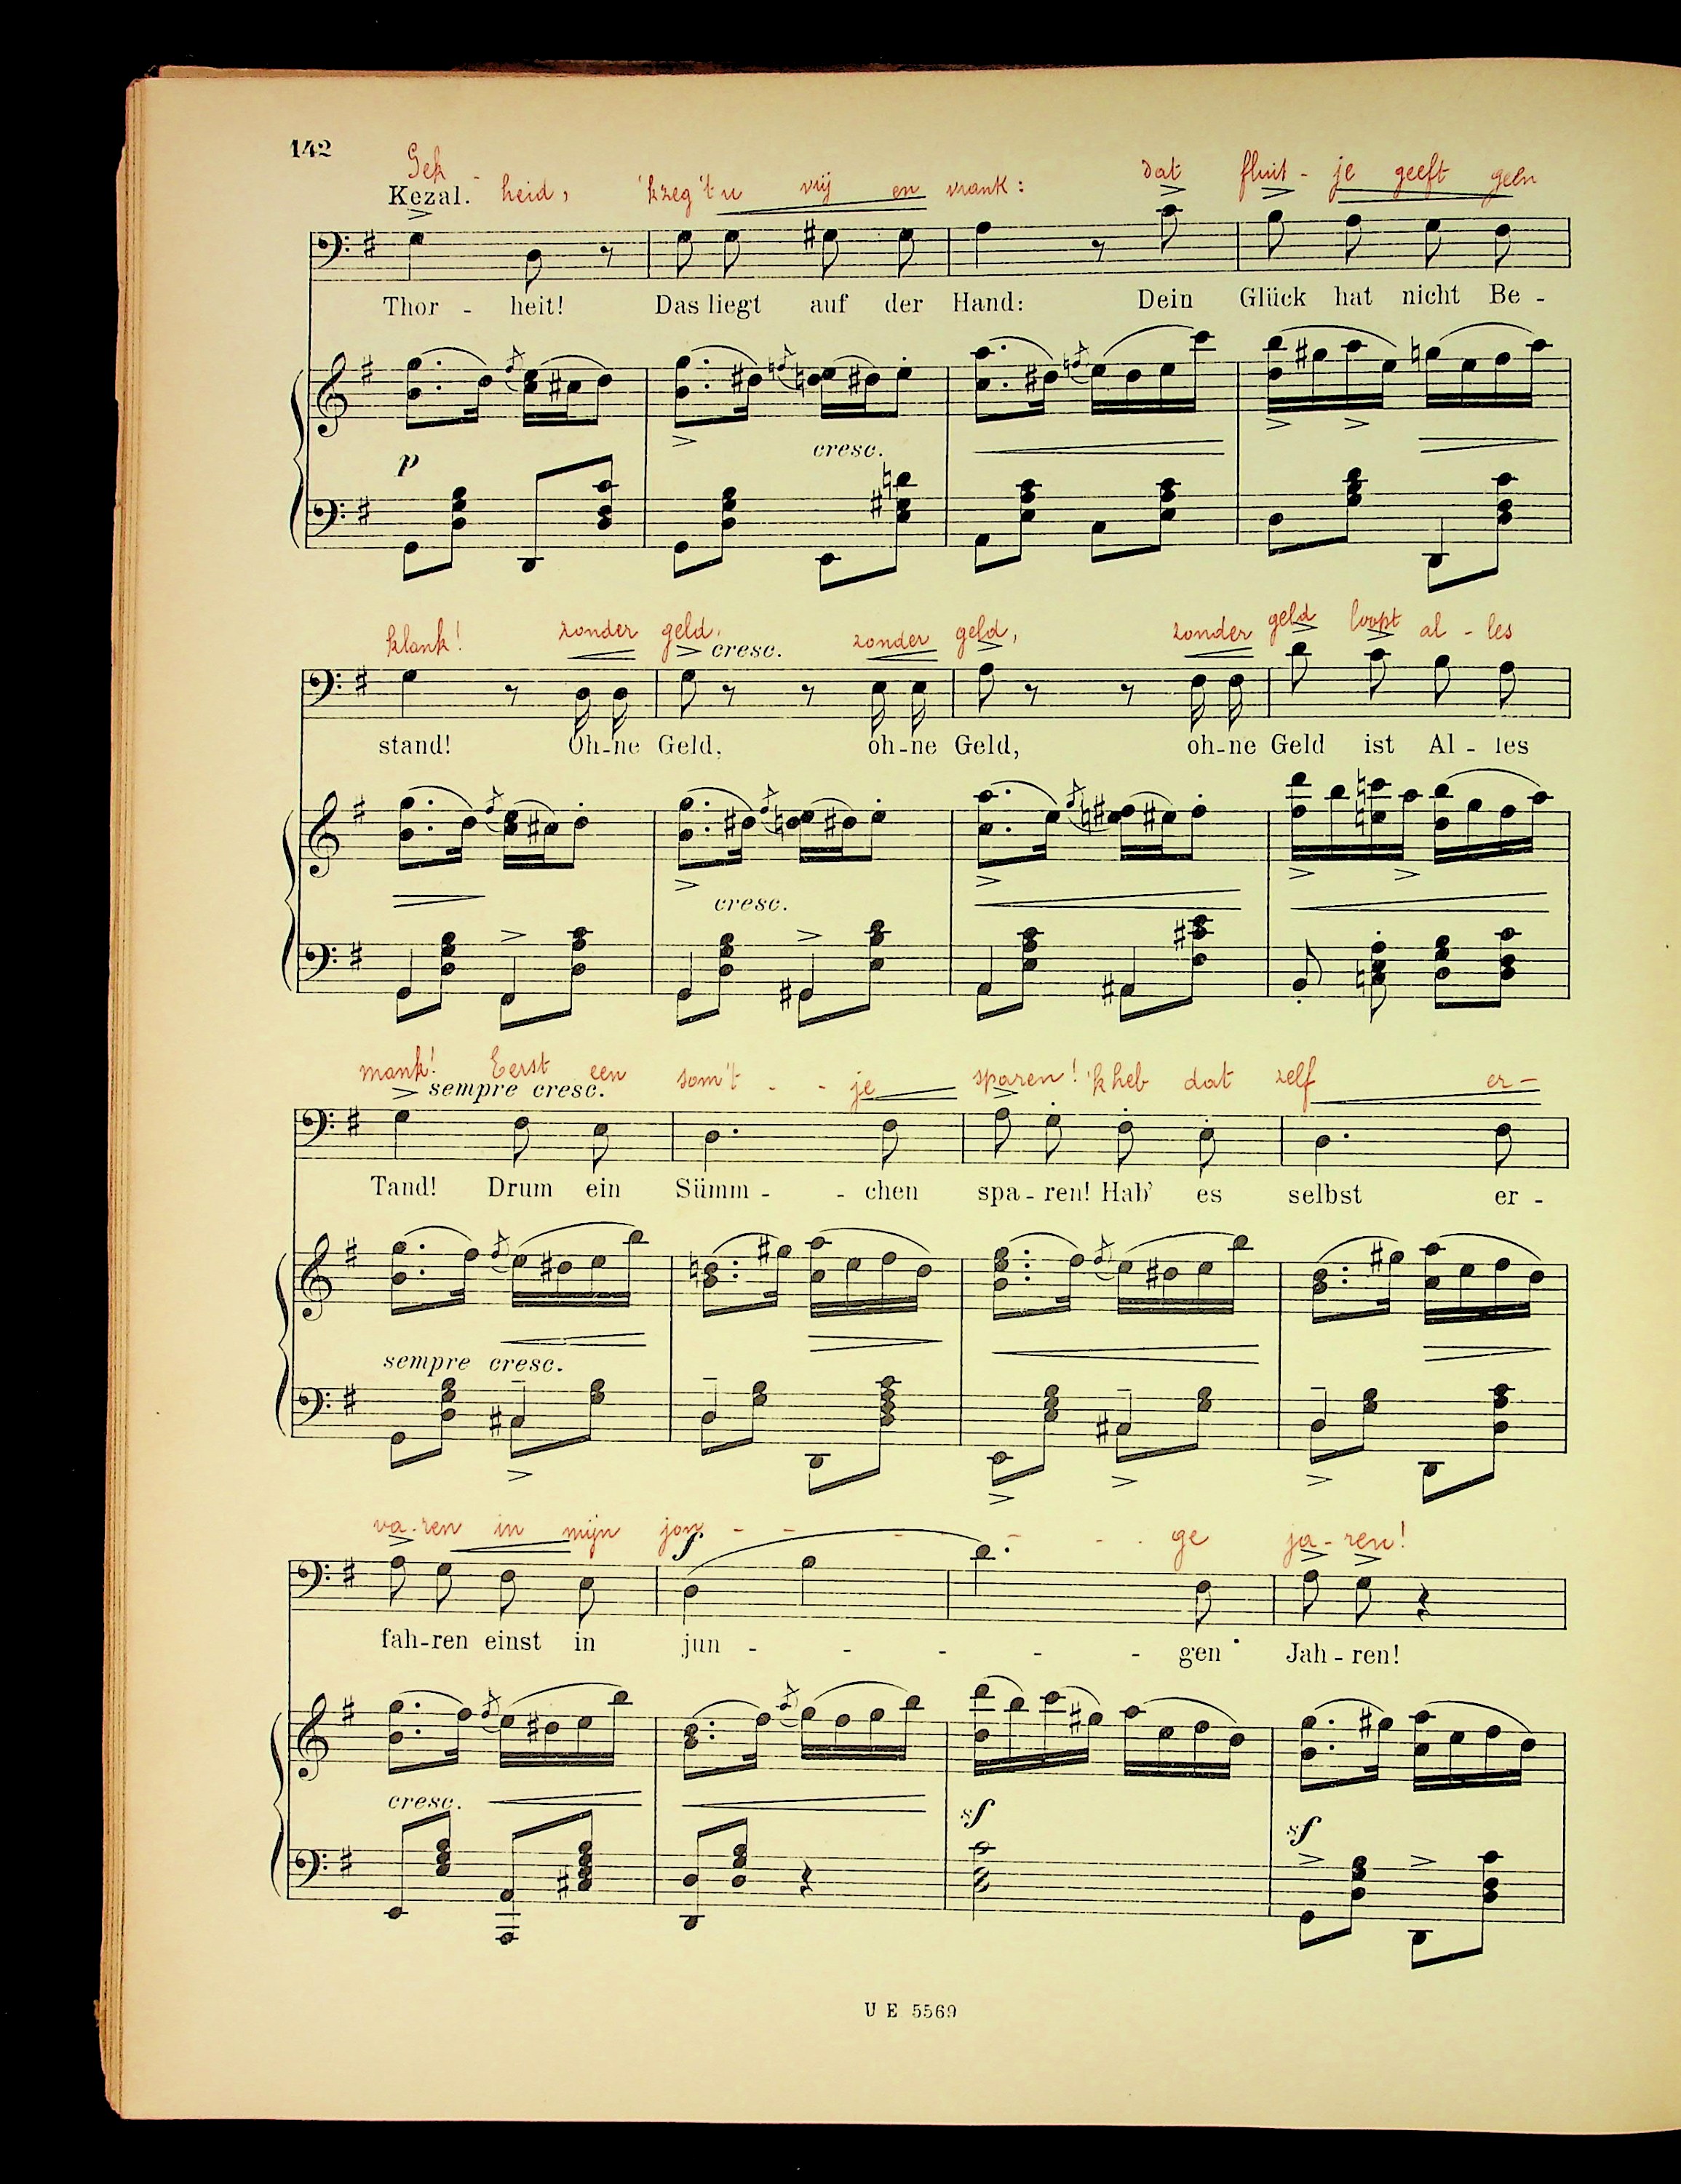 142
Gek - heid, 'k zeg 't u vrij en vrank: dat fluit - je geeft geen
Kezal.
Thor - heit! Das liegt auf der Hand: Dein Glück hat nicht Be -
p cresc.
klank! zonder geld, zonder geld, zonder geld loopt al - les
cresc.
stand! Oh-ne Geld, oh-ne Geld, oh-ne Geld ist Al - les
cresc.
mank! Eerst een som't - - je sparen! 'k heb dat zelf er -
sempre cresc.
Tand! Drum ein Sümm - - chen spa - ren! Hab' es selbst er -
sempre cresc.
va - ren in mijn jon - - - - - - ge ja - ren!
f
fah-ren einst in jun - - - - - gen Jah - ren!
cresc. sf sf
U E 5569